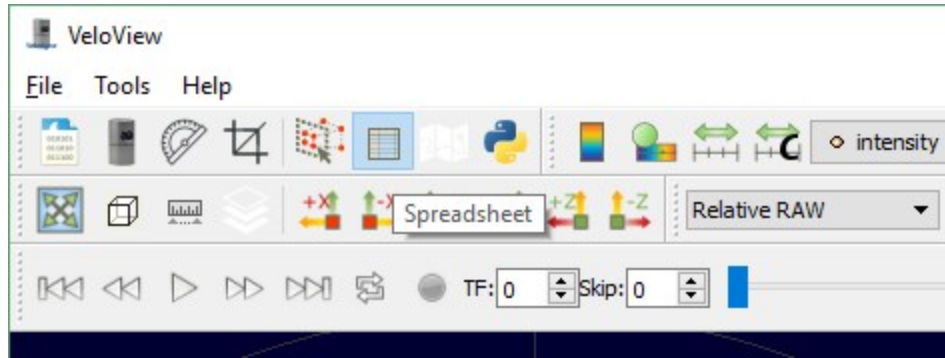 VeloView
File Tools Help
C intensity
+X -X Spreadsheet +Z -Z Relative RAW
TF: 0 Skip: 0